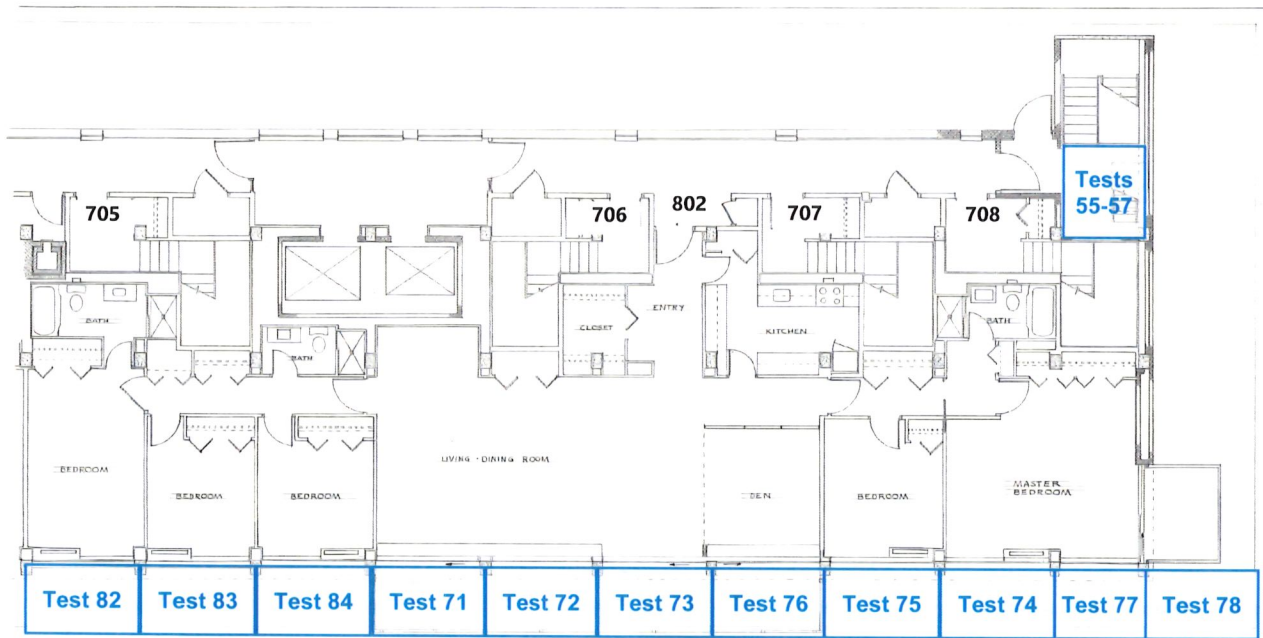 Tests
55-57
705
706
802
707
708
BATH
CLOSET
ENTRY
KITCHEN
BATH
BATH
BEDROOM
LIVING - DINING ROOM
BEDROOM
BEDROOM
DEN
BEDROOM
MASTER
BEDROOM
Test 82
Test 83
Test 84
Test 71
Test 72
Test 73
Test 76
Test 75
Test 74
Test 77
Test 78